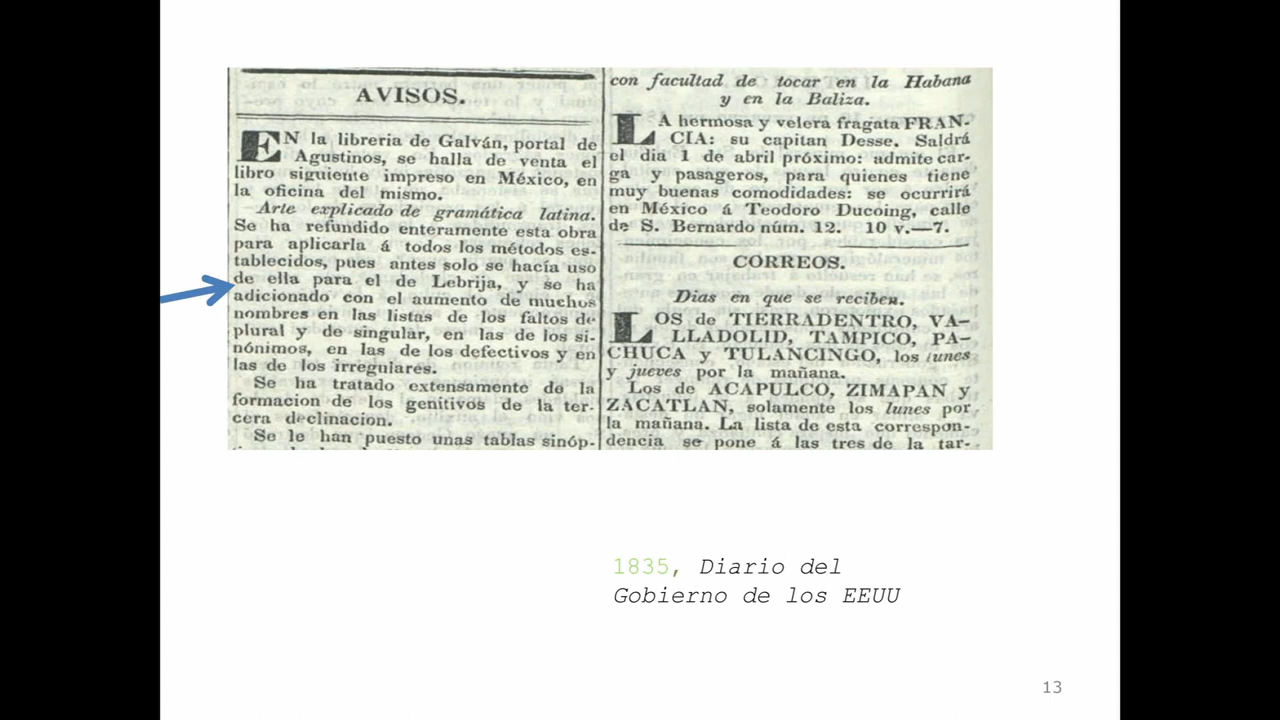 AVISOS.
EN la libreria de Galván, portal de
Agustinos, se halla de venta el
libro siguiente impreso en México, en
la oficina del mismo.
Arte explicado de gramática latina.
Se ha refundido enteramente esta obra
para aplicarla á todos los métodos es-
tablecidos, pues antes solo se hacía uso
de ella para el de Lebrija, y se ha
adicionado con el aumento de muchos
nombres en las listas de los faltos de
plural y de singular, en las de los si-
nónimos, en las de los defectivos y en
las de los irregulares.
Se ha tratado extensamente de la
formacion de los genitivos de la ter-
cera declinacion.
Se le han puesto unas tablas sinóp-
con facultad de tocar en la Habana
y en la Baliza.
LA hermosa y velera fragata FRAN-
CIA: su capitan Desse. Saldrá
el dia 1 de abril próximo: admite car-
ga y pasageros, para quienes tiene
muy buenas comodidades: se ocurrirá
en México á Teodoro Ducoing, calle
de S. Bernardo núm. 12. 10 v.—7.
CORREOS.
Dias en que se reciben.
LOS de TIERRADENTRO, VA-
LLADOLID, TAMPICO, PA-
CHUCA y TULANCINGO, los lunes
y jueves por la mañana.
Los de ACAPULCO, ZIMAPAN y
ZACATLAN, solamente los lunes por
la mañana. La lista de esta correspon-
dencia se pone á las tres de la tar-
1835, Diario del
Gobierno de los EEUU
13